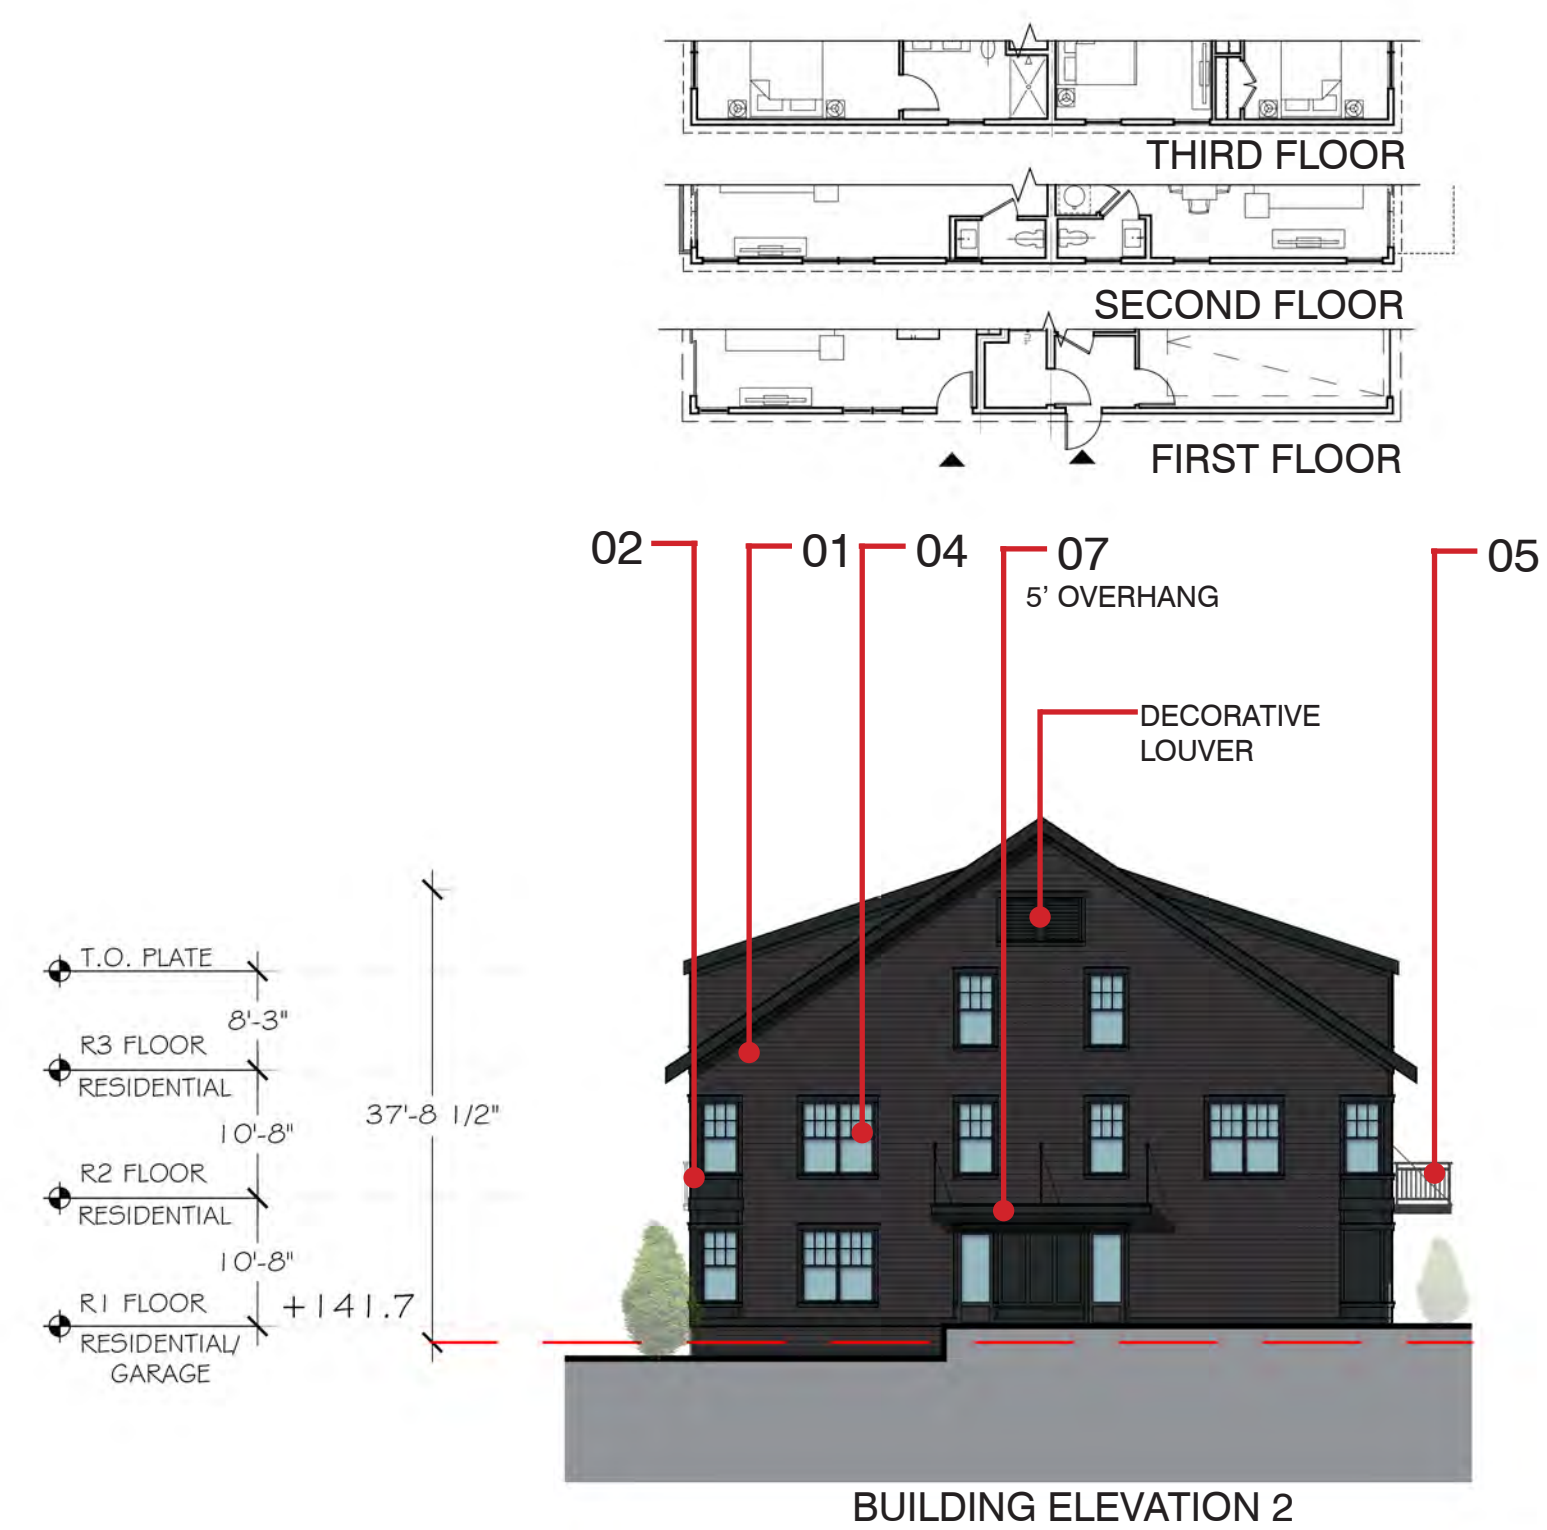 THIRD FLOOR
SECOND FLOOR
FIRST FLOOR
02
01
04
07
5' OVERHANG
05
DECORATIVE
LOUVER
T.O. PLATE
8'-3"
R3 FLOOR
RESIDENTIAL
10'-8"
37'-8 1/2"
R2 FLOOR
RESIDENTIAL
10'-8"
R1 FLOOR
+141.7
RESIDENTIAL/
GARAGE
BUILDING ELEVATION 2